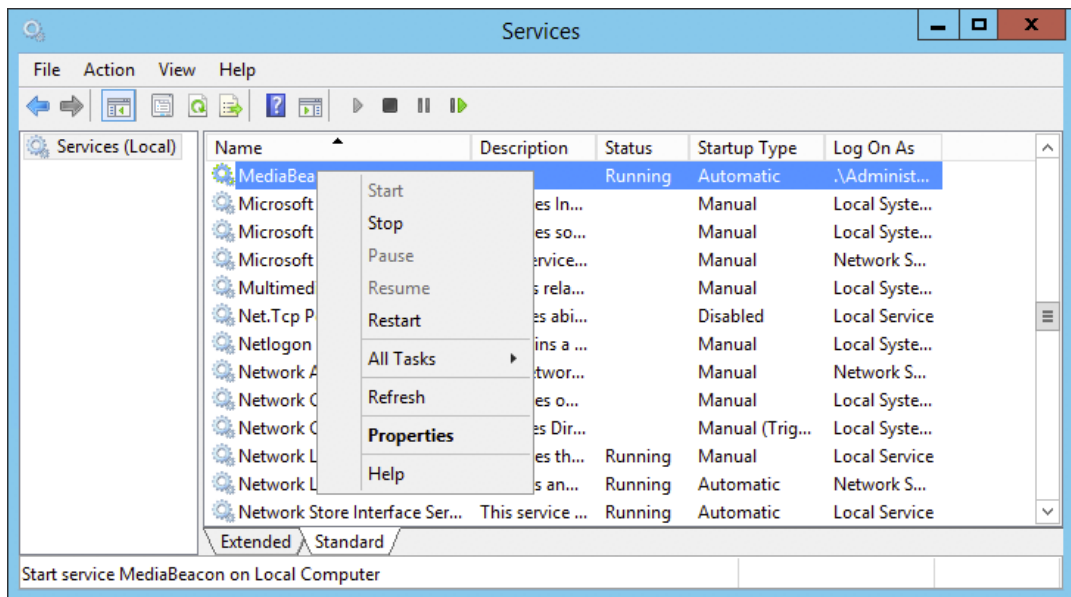 Services
File Action View Help
Services (Local)
Name Description Status Startup Type Log On As
MediaBea Running Automatic .\Administ...
Start
Microsoft es In... Manual Local Syste...
Stop
Microsoft es so... Manual Local Syste...
Pause
Microsoft ervice... Manual Network S...
Resume
Multimed s rela... Manual Local Syste...
Restart
Net.Tcp P es abi... Disabled Local Service
Netlogon ins a ... Manual Local Syste...
All Tasks
Network A etwor... Manual Network S...
Refresh
Network C es o... Manual Local Syste...
Network C es Dir... Manual (Trig... Local Syste...
Properties
Network L es th... Running Manual Local Service
Help
Network L s an... Running Automatic Network S...
Network Store Interface Ser... This service ... Running Automatic Local Service
Extended Standard
Start service MediaBeacon on Local Computer